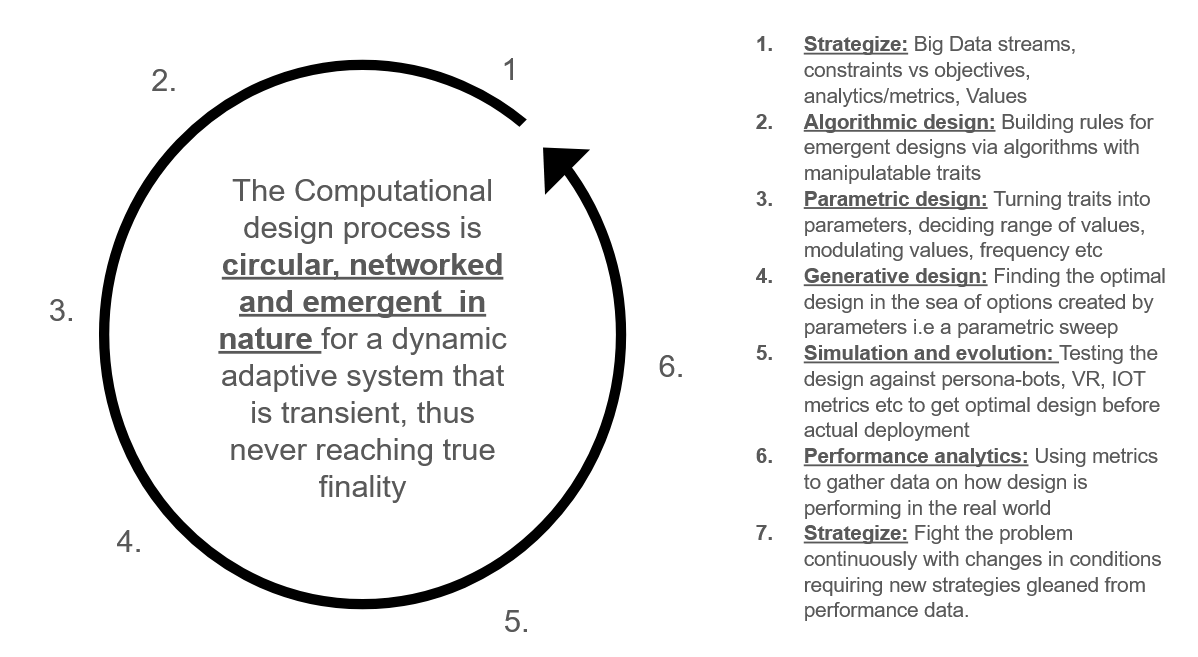 1
2.
3.
4.
5.
6.
The Computational
design process is
circular, networked
and emergent  in
nature for a dynamic
adaptive system that
is transient, thus
never reaching true
finality
1. Strategize: Big Data streams,
constraints vs objectives,
analytics/metrics, Values
2. Algorithmic design: Building rules for
emergent designs via algorithms with
manipulatable traits
3. Parametric design: Turning traits into
parameters, deciding range of values,
modulating values, frequency etc
4. Generative design: Finding the optimal
design in the sea of options created by
parameters i.e a parametric sweep
5. Simulation and evolution: Testing the
design against persona-bots, VR, IOT
metrics etc to get optimal design before
actual deployment
6. Performance analytics: Using metrics
to gather data on how design is
performing in the real world
7. Strategize: Fight the problem
continuously with changes in conditions
requiring new strategies gleaned from
performance data.